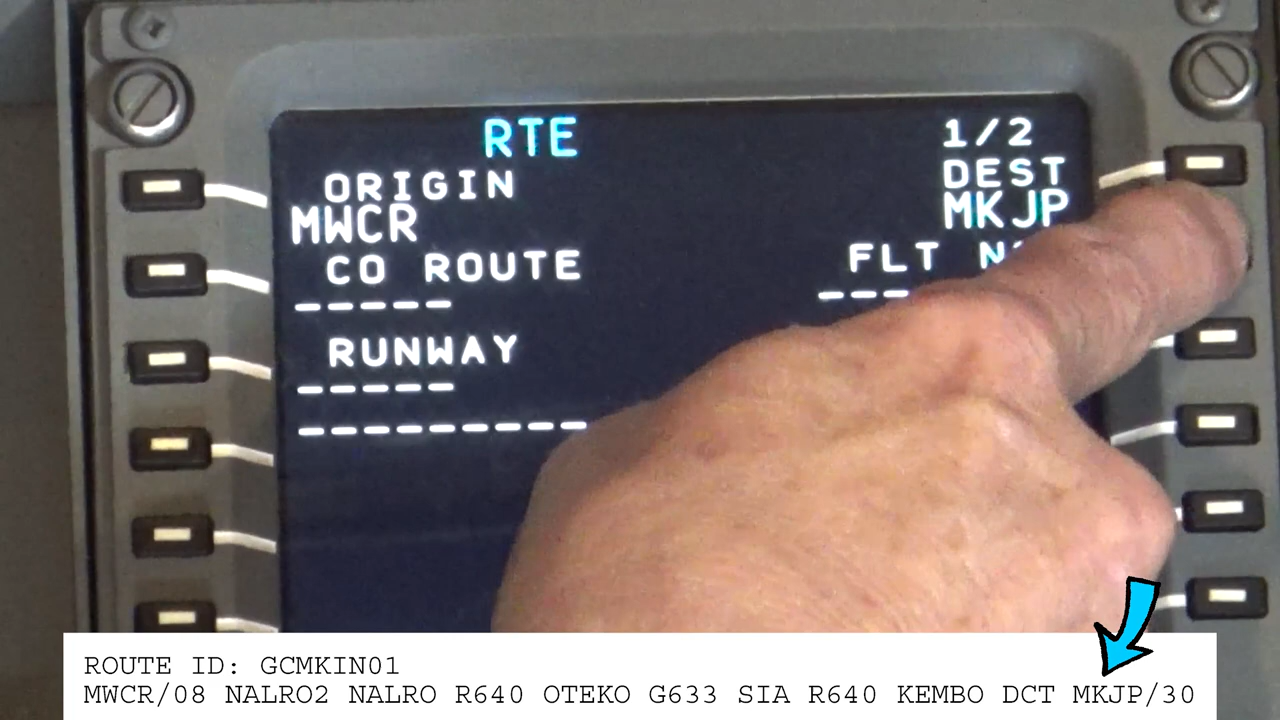 RTE 1/2
ORIGIN DEST
MWCR MKJP
CO ROUTE FLT
-----
---
RUNWAY
-----
---------
ROUTE ID: GCMKIN01
MWCR/08 NALRO2 NALRO R640 OTEKO G633 SIA R640 KEMBO DCT MKJP/30